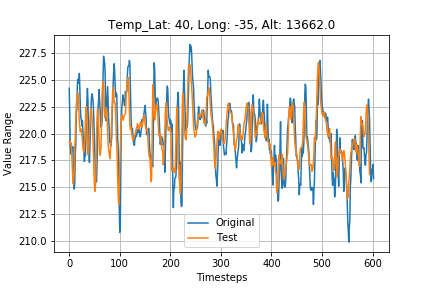 Temp_Lat: 40, Long: -35, Alt: 13662.0
Value Range
227.5
225.0
222.5
220.0
217.5
215.0
212.5
210.0
Original
Test
0 100 200 300 400 500 600
Timesteps